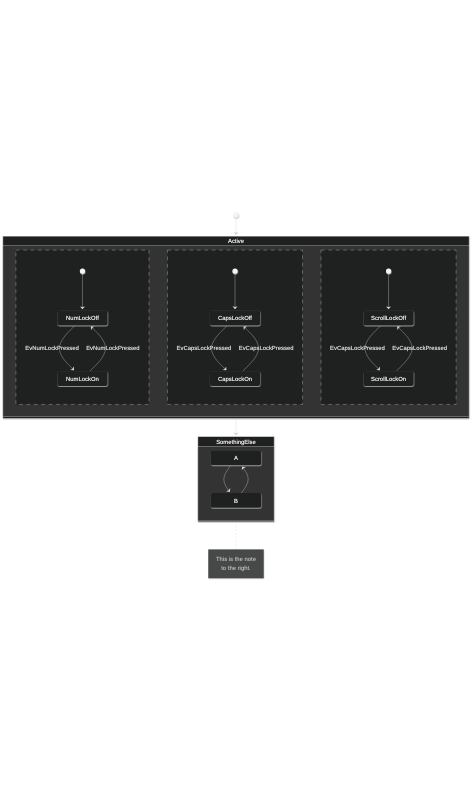 Active
NumLockOff
CapsLockOff
ScrollLockOff
EvNumLockPressed
EvNumLockPressed
EvCapsLockPressed
EvCapsLockPressed
EvCapsLockPressed
EvCapsLockPressed
NumLockOn
CapsLockOn
ScrollLockOn
SomethingElse
A
B
This is the note
to the right.